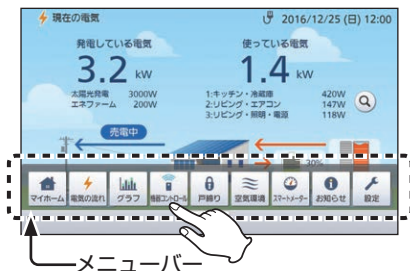 現在の電気
2016/12/25 (日) 12:00
発電している電気
使っている電気
3.2 kW
1.4 kW
太陽光発電 3000W
エネファーム 200W
1:キッチン・冷蔵庫 420W
2:リビング・エアコン 147W
3:リビング・照明・電源 118W
売電中
30%
マイホーム 電気の流れ グラフ 機器コントロール 戸締り 空気環境 スマートメーター お知らせ 設定
メニューバー